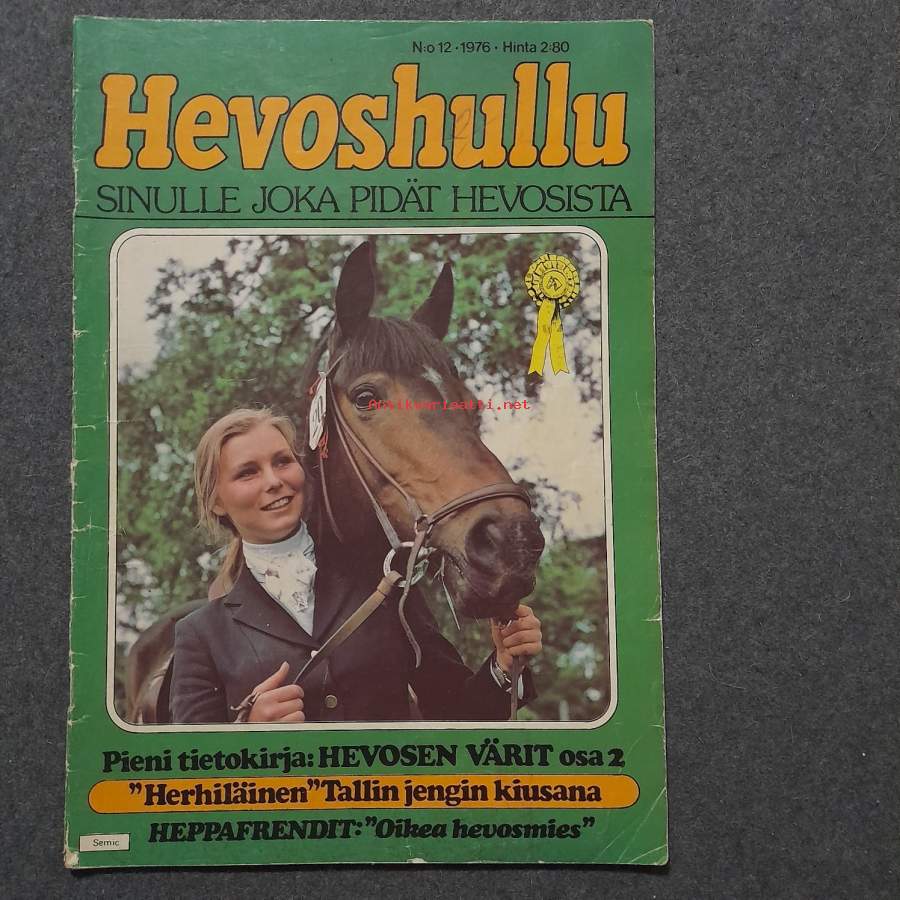 N:o 12 · 1976 · Hinta 2:80
Hevoshullu
SINULLE JOKA PIDÄT HEVOSISTA
Antikvariaatti.net
Pieni tietokirja: HEVOSEN VÄRIT osa 2
"Herhiläinen" Tallin jengin kiusana
HEPPAFRENDIT: "Oikea hevosmies"
Semic